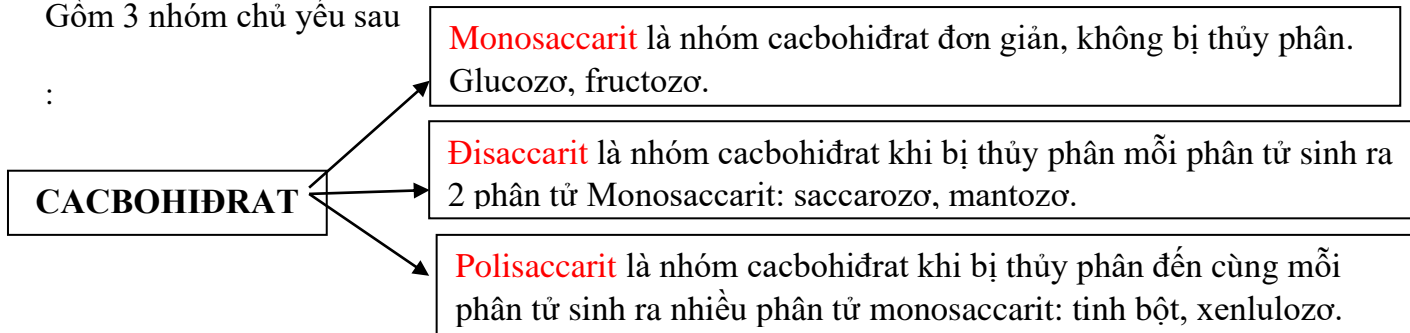 Gồm 3 nhóm chủ yếu sau
:
Monosaccarit là nhóm cacbohiđrat đơn giản, không bị thủy phân.
Glucozơ, fructozơ.
Đisaccarit là nhóm cacbohiđrat khi bị thủy phân mỗi phân tử sinh ra
2 phân tử Monosaccarit: saccarozơ, mantozơ.
CACBOHIĐRAT
Polisaccarit là nhóm cacbohiđrat khi bị thủy phân đến cùng mỗi
phân tử sinh ra nhiều phân tử monosaccarit: tinh bột, xenlulozơ.